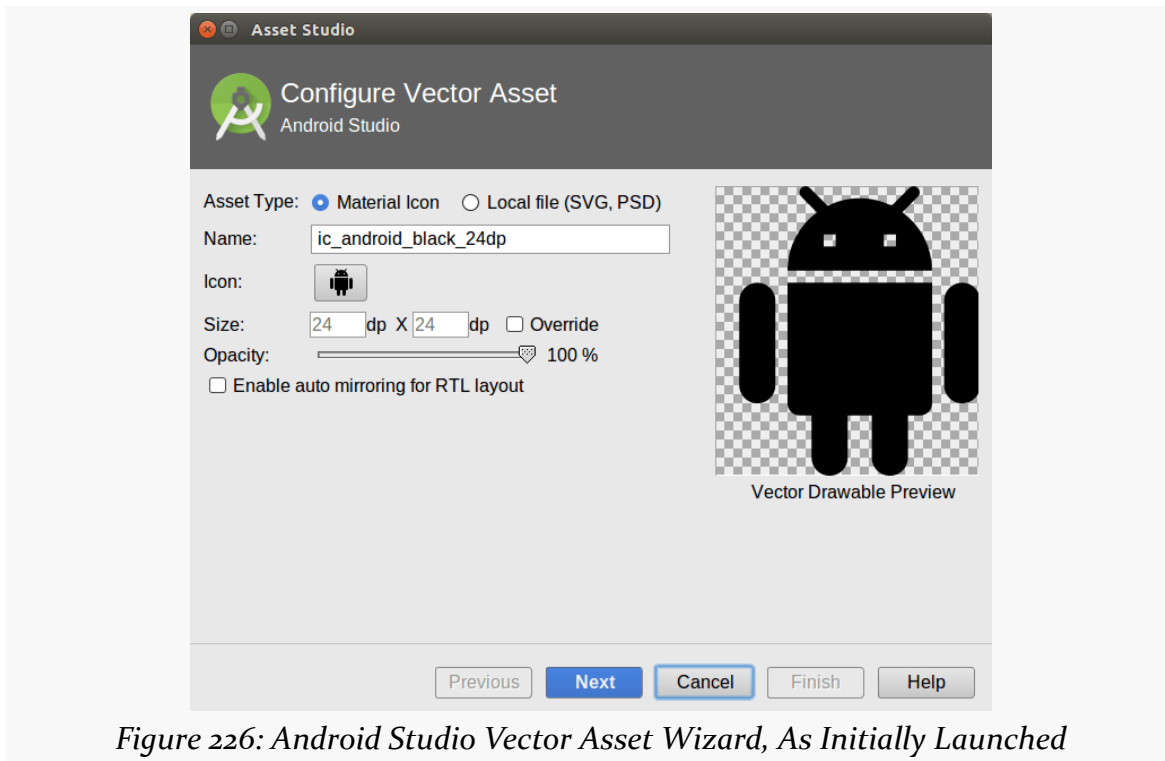 Asset Studio
Configure Vector Asset
Android Studio
Asset Type: Material Icon Local file (SVG, PSD)
Name: ic_android_black_24dp
Icon:
Size: 24 dp X 24 dp Override
Opacity: 100 %
Enable auto mirroring for RTL layout
Vector Drawable Preview
Previous Next Cancel Finish Help
Figure 226: Android Studio Vector Asset Wizard, As Initially Launched